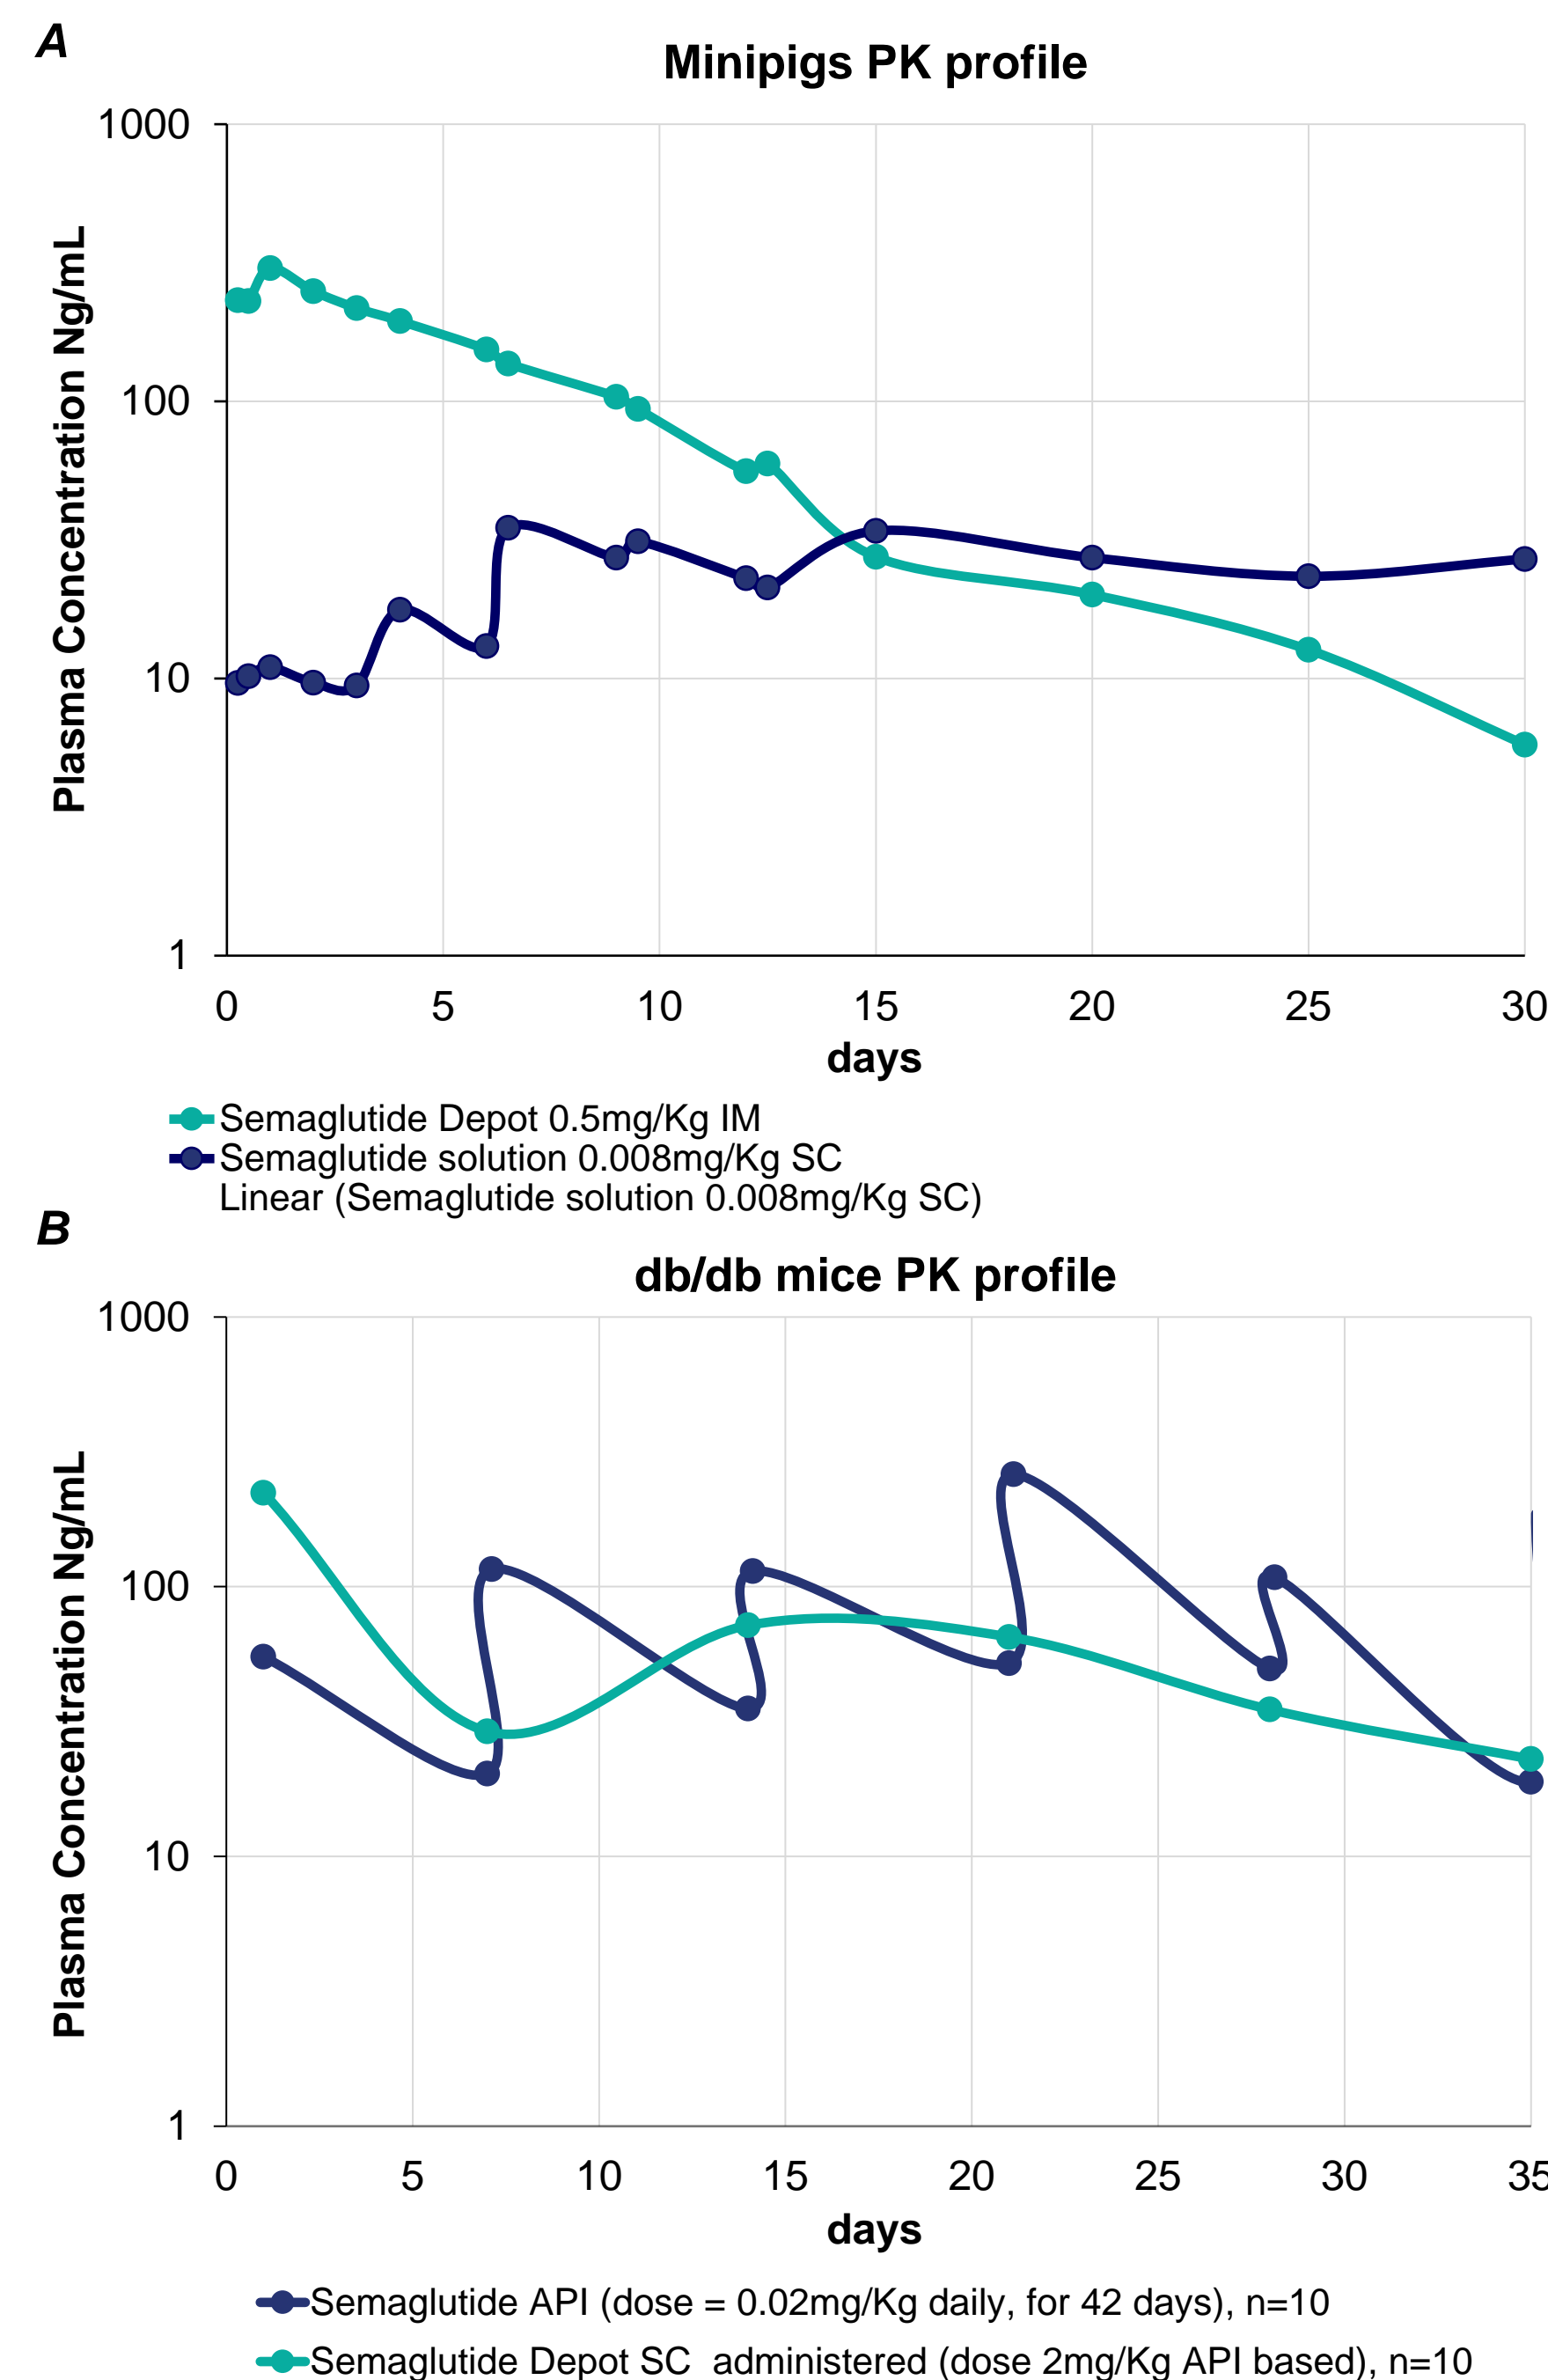 A
Minipigs PK profile
1000
100
10
1
Plasma Concentration Ng/mL
0 5 10 15 20 25 30
days
Semaglutide Depot 0.5mg/Kg IM
Semaglutide solution 0.008mg/Kg SC
Linear (Semaglutide solution 0.008mg/Kg SC)
B
db/db mice PK profile
1000
100
10
1
Plasma Concentration Ng/mL
0 5 10 15 20 25 30 35
days
Semaglutide API (dose = 0.02mg/Kg daily, for 42 days), n=10
Semaglutide Depot SC  administered (dose 2mg/Kg API based), n=10